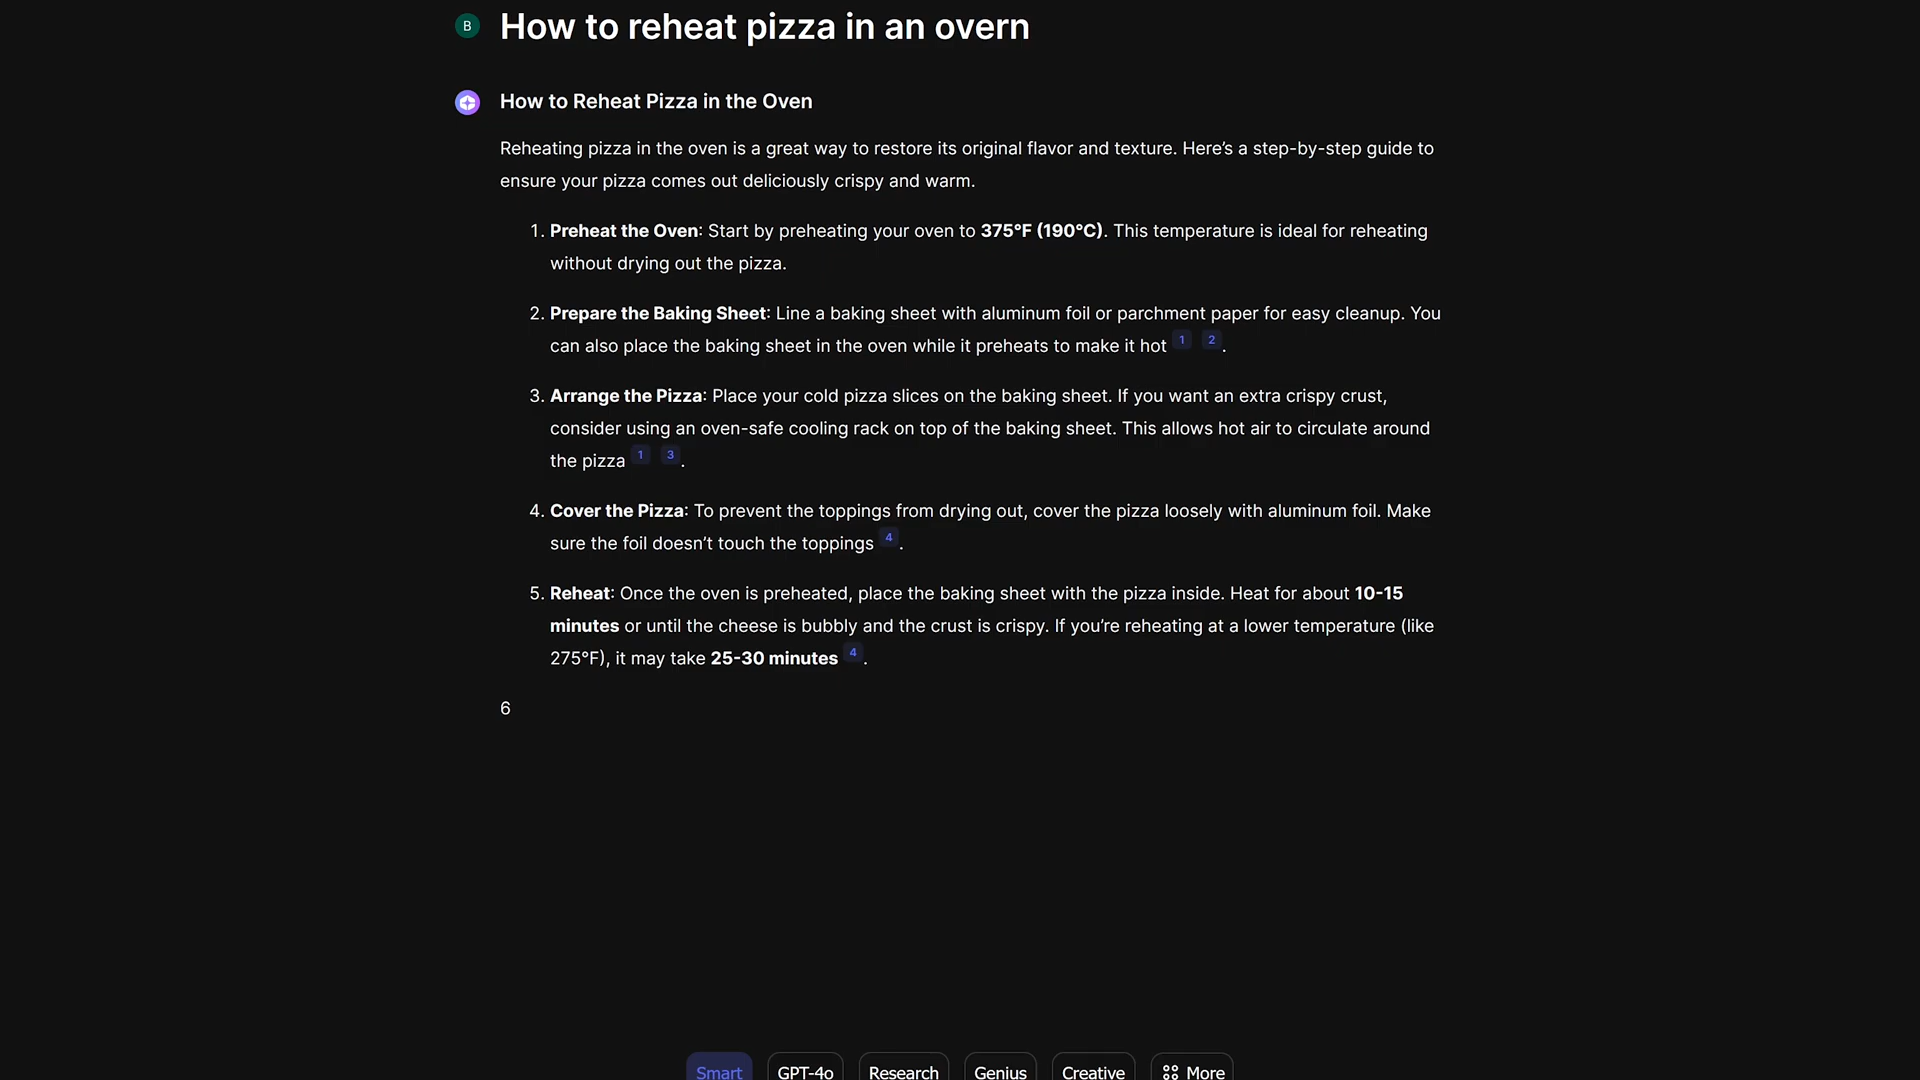 B
How to reheat pizza in an overn
How to Reheat Pizza in the Oven
Reheating pizza in the oven is a great way to restore its original flavor and texture. Here’s a step-by-step guide to
ensure your pizza comes out deliciously crispy and warm.
1. Preheat the Oven: Start by preheating your oven to 375°F (190°C). This temperature is ideal for reheating
without drying out the pizza.
2. Prepare the Baking Sheet: Line a baking sheet with aluminum foil or parchment paper for easy cleanup. You
can also place the baking sheet in the oven while it preheats to make it hot 1 2.
3. Arrange the Pizza: Place your cold pizza slices on the baking sheet. If you want an extra crispy crust,
consider using an oven-safe cooling rack on top of the baking sheet. This allows hot air to circulate around
the pizza 1 3.
4. Cover the Pizza: To prevent the toppings from drying out, cover the pizza loosely with aluminum foil. Make
sure the foil doesn’t touch the toppings 4.
5. Reheat: Once the oven is preheated, place the baking sheet with the pizza inside. Heat for about 10-15
minutes or until the cheese is bubbly and the crust is crispy. If you’re reheating at a lower temperature (like
275°F), it may take 25-30 minutes 4.
6
Smart GPT-4o Research Genius Creative More